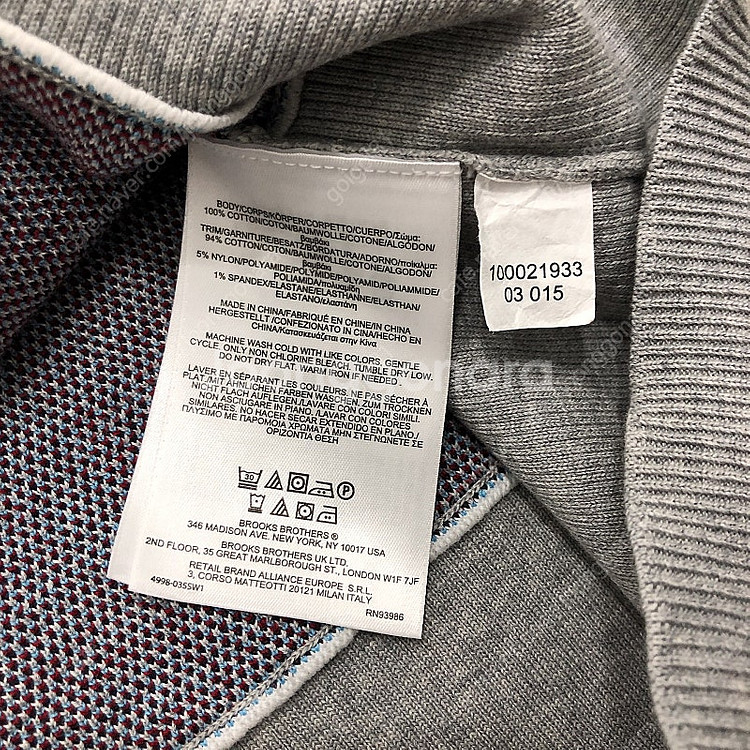 BODY/CORPS/KÖRPER/CORPETTO/CUERPO/Σώμα:
100% COTTON/COTON/BAUMWOLLE/COTONE/ALGODON/
βαμβάκι
TRIM/GARNITURE/BESATZ/BORDATURA/ADORNO/ποίκιλμα:
94% COTTON/COTON/BAUMWOLLE/COTONE/ALGODON/
βαμβάκι
5% NYLON/POLYAMIDE/POLYMIDE/POLYAMID/POLIAMMIDE/
POLIAMIDA/πολυαμίδη
1% SPANDEX/ELASTANE/ELASTHANNE/ELASTHAN/
ELASTANO/ελαστάνη
MADE IN CHINA/FABRIQUÉ EN CHINE/IN CHINA
HERGESTELLT /CONFEZIONATO IN CINA/HECHO EN
CHINA/Κατασκευάζεται στην Κίνα
MACHINE WASH COLD WITH LIKE COLORS, GENTLE
CYCLE. ONLY NON CHLORINE BLEACH. TUMBLE DRY LOW.
DO NOT DRY FLAT. WARM IRON IF NEEDED .
LAVER EN SÉPARANT LES COULEURS. NE PAS SÉCHER À
PLAT./MIT ÄHNLICHEN FARBEN WASCHEN. ZUM TROCKNEN
NICHT FLACH AUFLEGEN./LAVARE CON COLORI SIMILI.
NON ASCIUGARE IN PIANO. /LAVAR CON COLORES
SIMILARES. NO HACER SECAR EXTENDIDO EN PLANO./
ΠΛΥΣΙΜΟ ΜΕ ΠΑΡΟΜΟΙΑ ΧΡΩΜΑΤΑ ΜΗΝ ΣΤΕΓΝΩΝΕΤΕ ΣΕ
ΟΡΙΖΟΝΤΙΑ ΘΕΣΗ
30 P
BROOKS BROTHERS ®
346 MADISON AVE. NEW YORK, NY 10017 USA
BROOKS BROTHERS UK LTD.
2ND FLOOR, 35 GREAT MARLBOROUGH ST., LONDON W1F 7JF
RETAIL BRAND ALLIANCE EUROPE S.R.L.
3, CORSO MATTEOTTI 20121 MILAN ITALY
4998-035SW1
RN93986
100021933
03 015